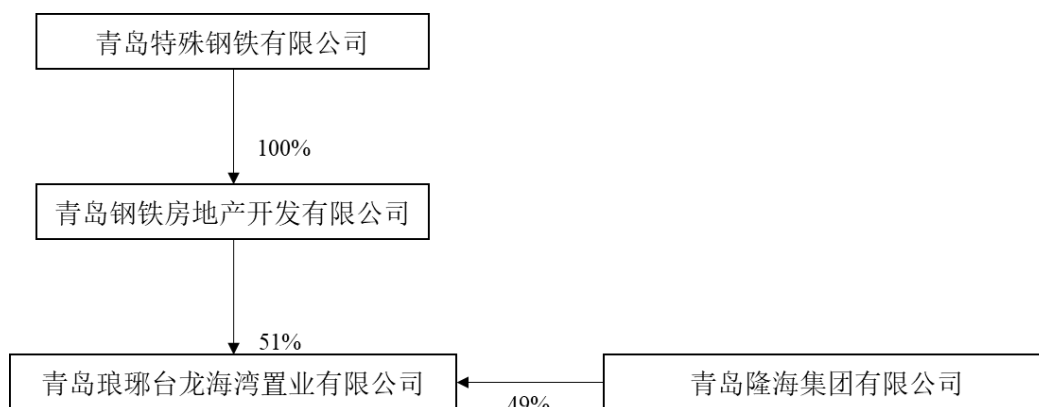 青岛特殊钢铁有限公司
100%
青岛钢铁房地产开发有限公司
51%
青岛琅琊台龙海湾置业有限公司
青岛隆海集团有限公司
49%